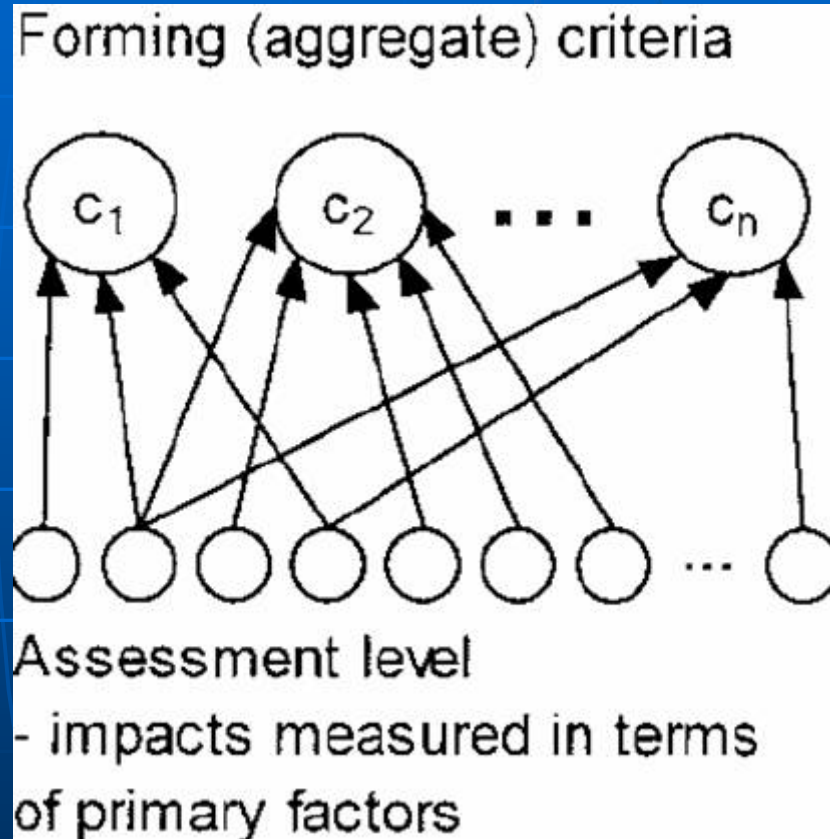 Forming (aggregate) criteria
c₁ c₂ ... cₙ
...
Assessment level
- impacts measured in terms
of primary factors